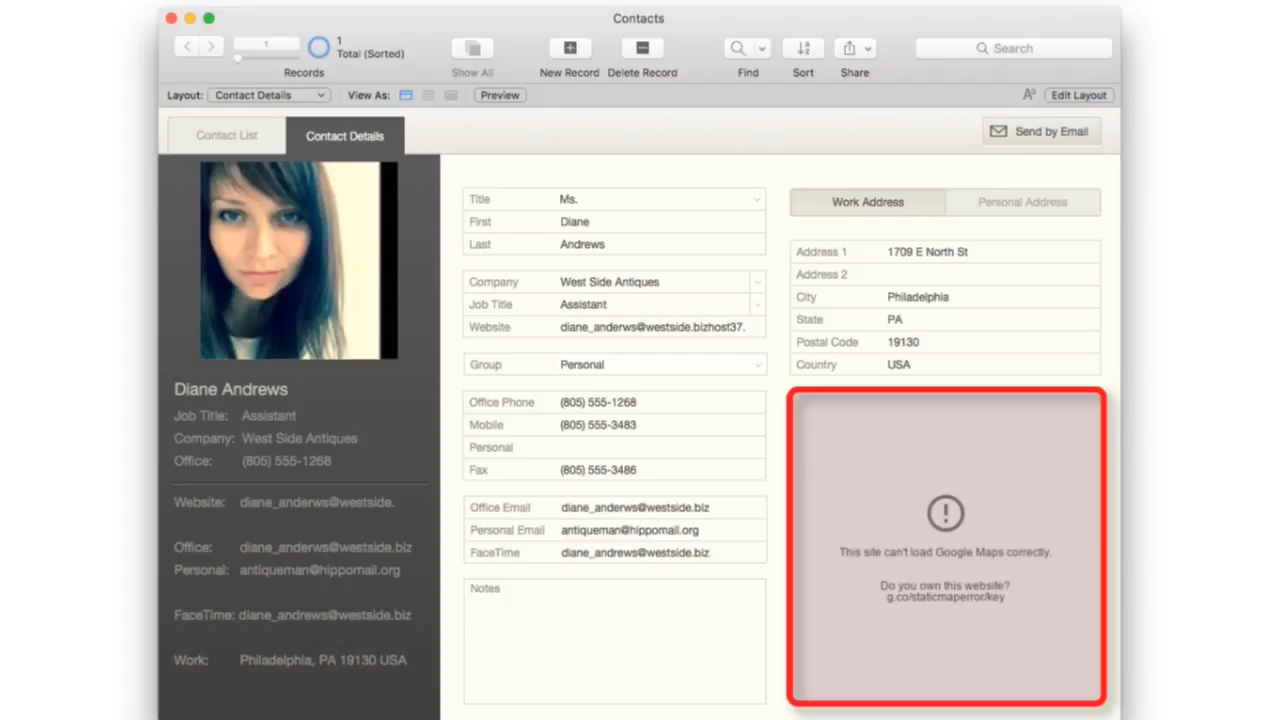 Contacts
1
1
Total (Sorted)
Records
Show All
New Record
Delete Record
Find
Sort
Share
Search
Layout: Contact Details
View As:
Preview
Aª
Edit Layout
Contact List
Contact Details
Send by Email
Diane Andrews
Job Title: Assistant
Company: West Side Antiques
Office: (805) 555-1268
Website: diane_anderws@westside.
Office: diane_anderws@westside.biz
Personal: antiqueman@hippomail.org
FaceTime: diane_andrews@westside.biz
Work: Philadelphia, PA 19130 USA
Title Ms.
First Diane
Last Andrews
Company West Side Antiques
Job Title Assistant
Website diane_anderws@westside.bizhost37.
Group Personal
Office Phone (805) 555-1268
Mobile (805) 555-3483
Personal
Fax (805) 555-3486
Office Email diane_anderws@westside.biz
Personal Email antiqueman@hippomail.org
FaceTime diane_andrews@westside.biz
Notes
Work Address
Personal Address
Address 1 1709 E North St
Address 2
City Philadelphia
State PA
Postal Code 19130
Country USA
This site can't load Google Maps correctly.
Do you own this website?
g.co/staticmaperror/key